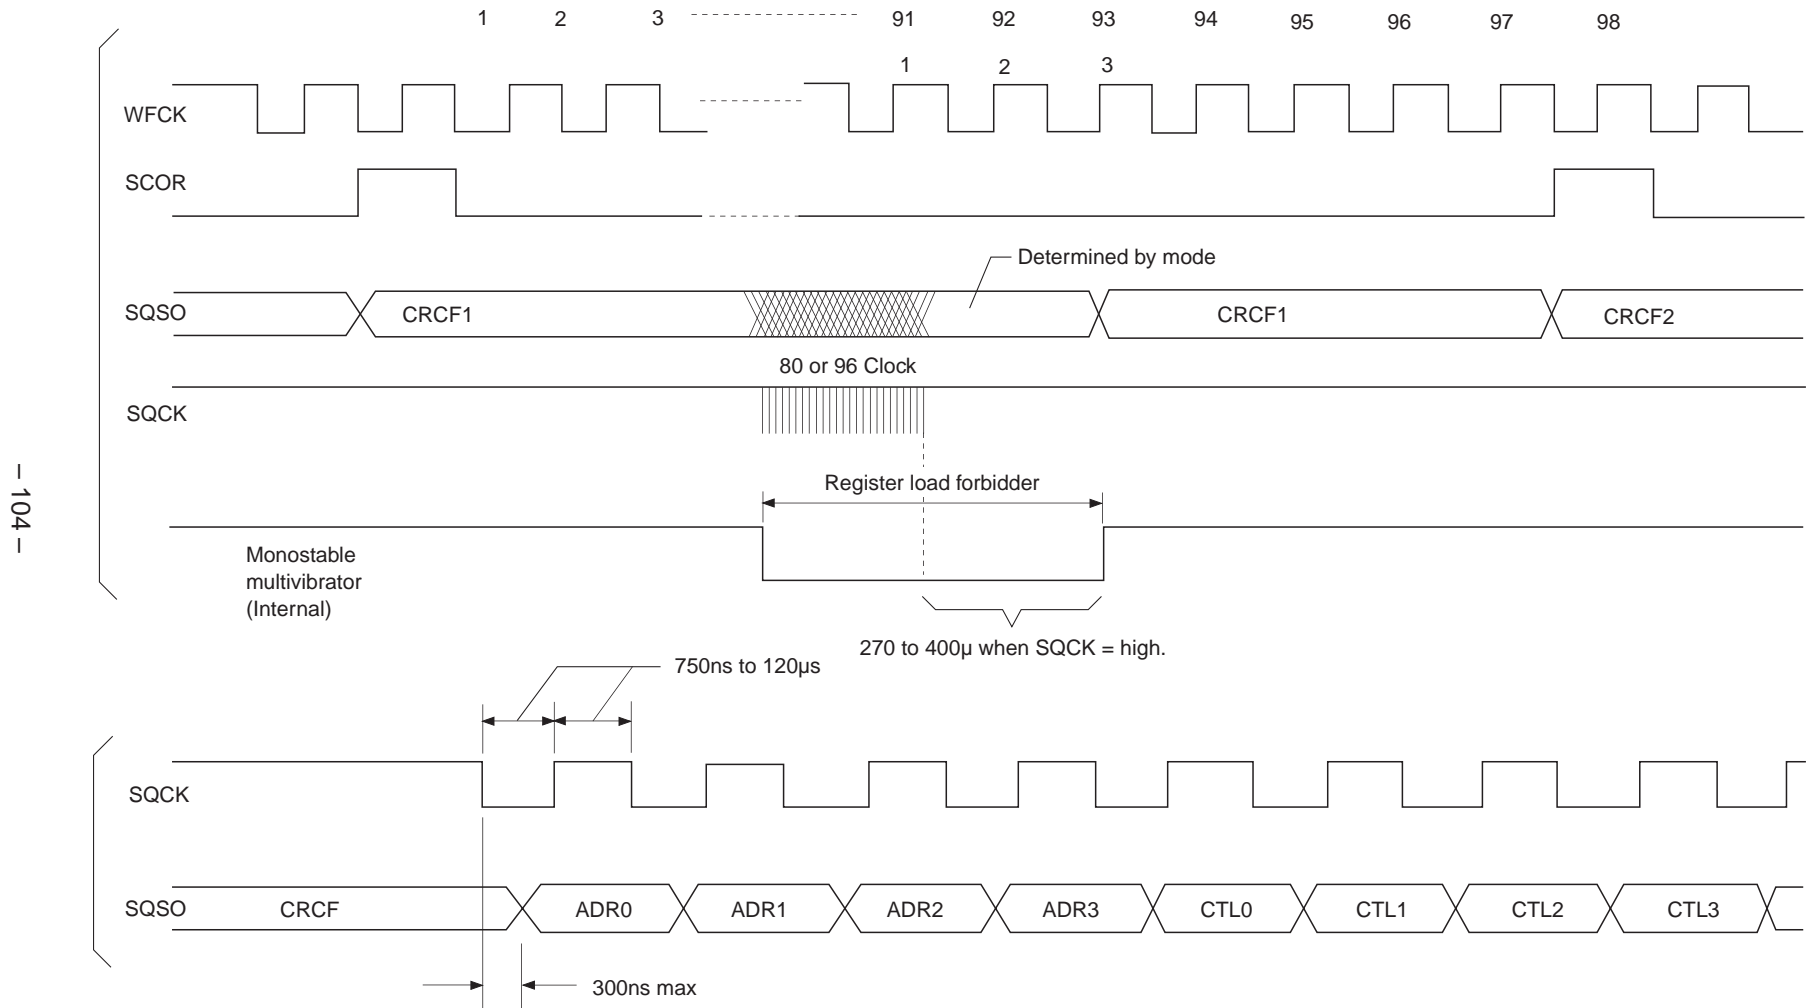 1 2 3 91 92 93 94 95 96 97 98
1 2 3
WFCK
SCOR
Determined by mode
SQSO CRCF1 CRCF1 CRCF2
80 or 96 Clock
SQCK
Register load forbidder
Monostable
multivibrator
(Internal)
270 to 400μ when SQCK = high.
750ns to 120μs
SQCK
SQSO CRCF ADR0 ADR1 ADR2 ADR3 CTL0 CTL1 CTL2 CTL3
300ns max
– 104 –